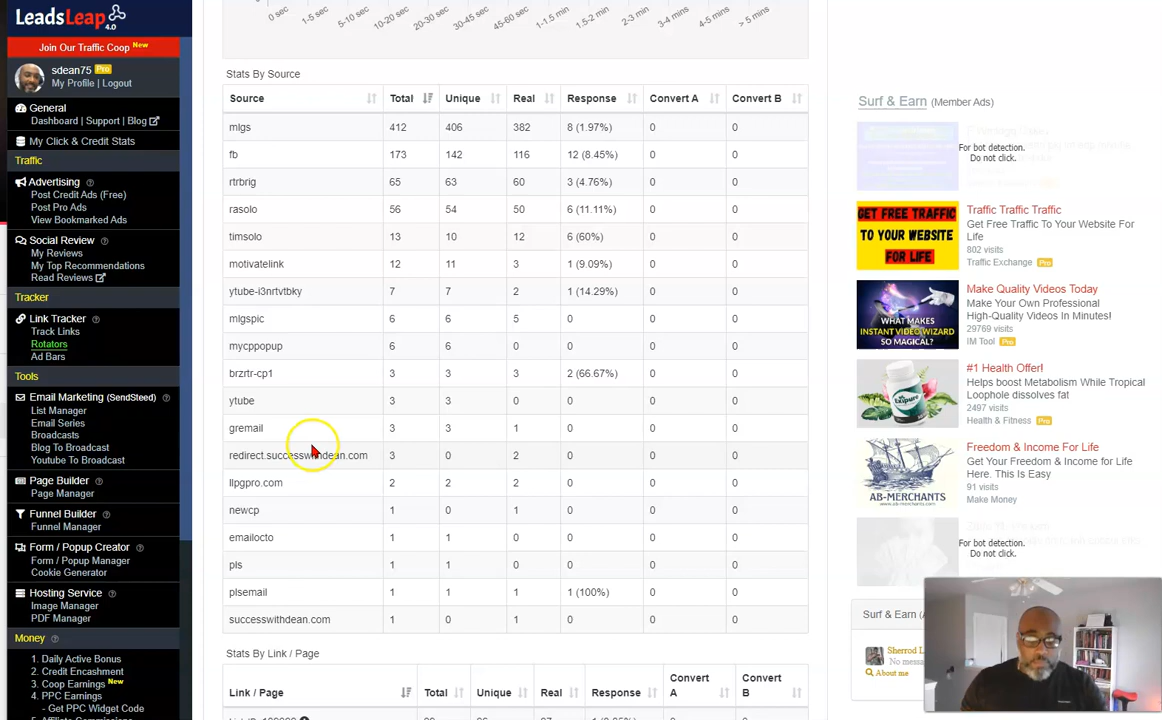 LeadsLeap
4.0
Join Our Traffic Coop New
sdean75 Pro
My Profile | Logout
General
Dashboard | Support | Blog
My Click & Credit Stats
Traffic
Advertising
Post Credit Ads (Free)
Post Pro Ads
View Bookmarked Ads
Social Review
My Reviews
My Top Recommendations
Read Reviews
Tracker
Link Tracker
Track Links
Rotators
Ad Bars
Tools
Email Marketing (SendSteed)
List Manager
Email Series
Broadcasts
Blog To Broadcast
Youtube To Broadcast
Page Builder
Page Manager
Funnel Builder
Funnel Manager
Form / Popup Creator
Form / Popup Manager
Cookie Generator
Hosting Service
Image Manager
PDF Manager
Money
1. Daily Active Bonus
2. Credit Encashment
3. Coop Earnings New
4. PPC Earnings
- Get PPC Widget Code
0 sec 1-5 sec 5-10 sec 10-20 sec 20-30 sec 30-45 sec 45-60 sec 1-1.5 min 1.5-2 min 2-3 min 3-4 mins 4-5 mins > 5 mins
Stats By Source
Source Total Unique Real Response Convert A Convert B
mlgs 412 406 382 8 (1.97%) 0 0
fb 173 142 116 12 (8.45%) 0 0
rtrbrig 65 63 60 3 (4.76%) 0 0
rasolo 56 54 50 6 (11.11%) 0 0
timsolo 13 10 12 6 (60%) 0 0
motivatelink 12 11 3 1 (9.09%) 0 0
ytube-i3nrtvtbky 7 7 2 1 (14.29%) 0 0
mlgspic 6 6 5 0 0 0
mycppopup 6 6 0 0 0 0
brzrtr-cp1 3 3 3 2 (66.67%) 0 0
ytube 3 3 0 0 0 0
gremail 3 3 1 0 0 0
redirect.successwithdean.com 3 0 2 0 0 0
llpgpro.com 2 2 2 0 0 0
newcp 1 0 1 0 0 0
emailocto 1 1 0 0 0 0
pls 1 1 0 0 0 0
plsemail 1 1 1 1 (100%) 0 0
successwithdean.com 1 0 1 0 0 0
Stats By Link / Page
Link / Page Total Unique Real Response Convert A Convert B
Surf & Earn (Member Ads)
For bot detection.
Do not click.
GET FREE TRAFFIC
TO YOUR WEBSITE
FOR LIFE
Traffic Traffic Traffic
Get Free Traffic To Your Website For
Life
802 visits
Traffic Exchange Pro
WHAT MAKES
INSTANT VIDEO WIZARD
SO MAGICAL?
Make Quality Videos Today
Make Your Own Professional
High-Quality Videos In Minutes!
29769 visits
IM Tool Pro
#1 Health Offer!
Helps boost Metabolism While Tropical
Loophole dissolves fat
2497 visits
Health & Fitness Pro
AB-MERCHANTS
Freedom & Income For Life
Get Your Freedom & Income for Life
Here. This Is Easy
91 visits
Make Money
For bot detection.
Do not click.
Surf & Earn
Sherrod
No
About me